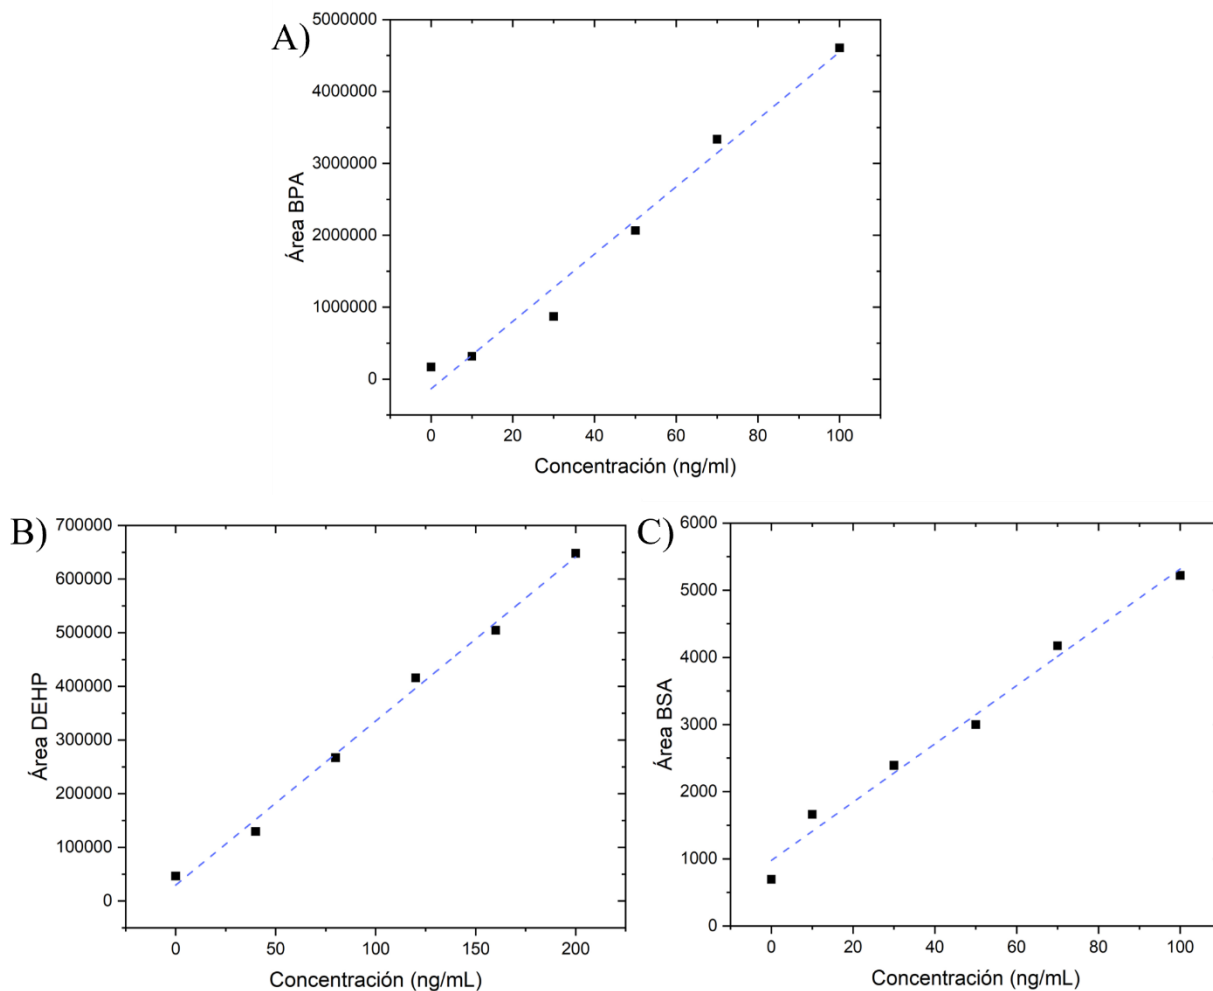 A)
5000000
4000000
3000000
2000000
1000000
0
Área BPA
0 20 40 60 80 100
Concentración (ng/ml)
B)
700000
600000
500000
400000
300000
200000
100000
0
Área DEHP
0 50 100 150 200
Concentración (ng/mL)
C)
6000
5000
4000
3000
2000
1000
0
Área BSA
0 20 40 60 80 100
Concentración (ng/mL)